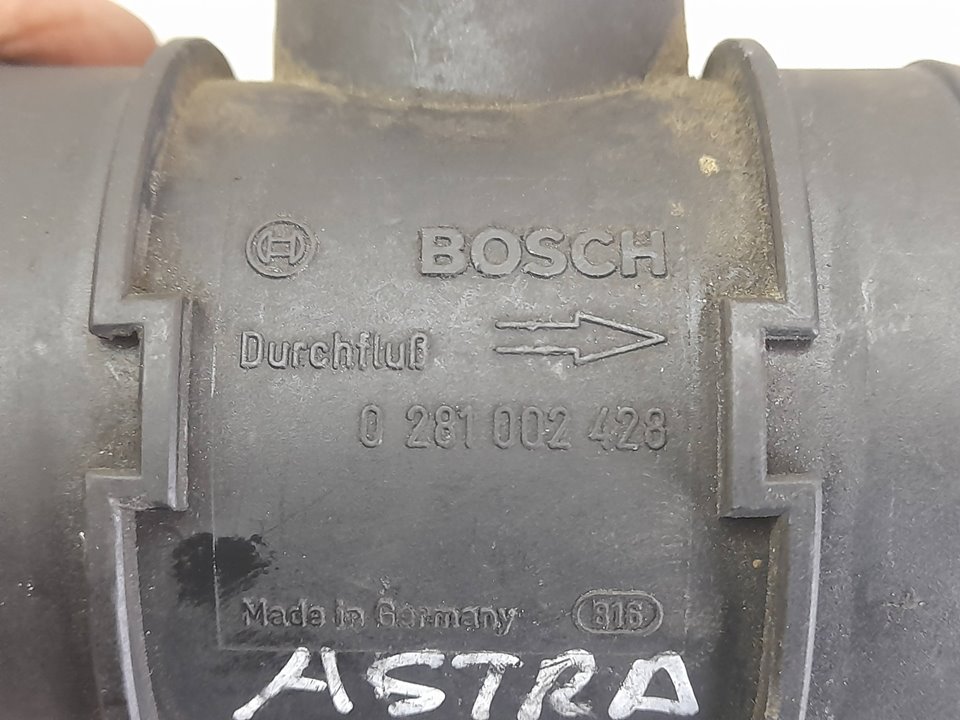 BOSCH
Durchfluß
0 281 002 428
Made in Germany 816
ASTRA